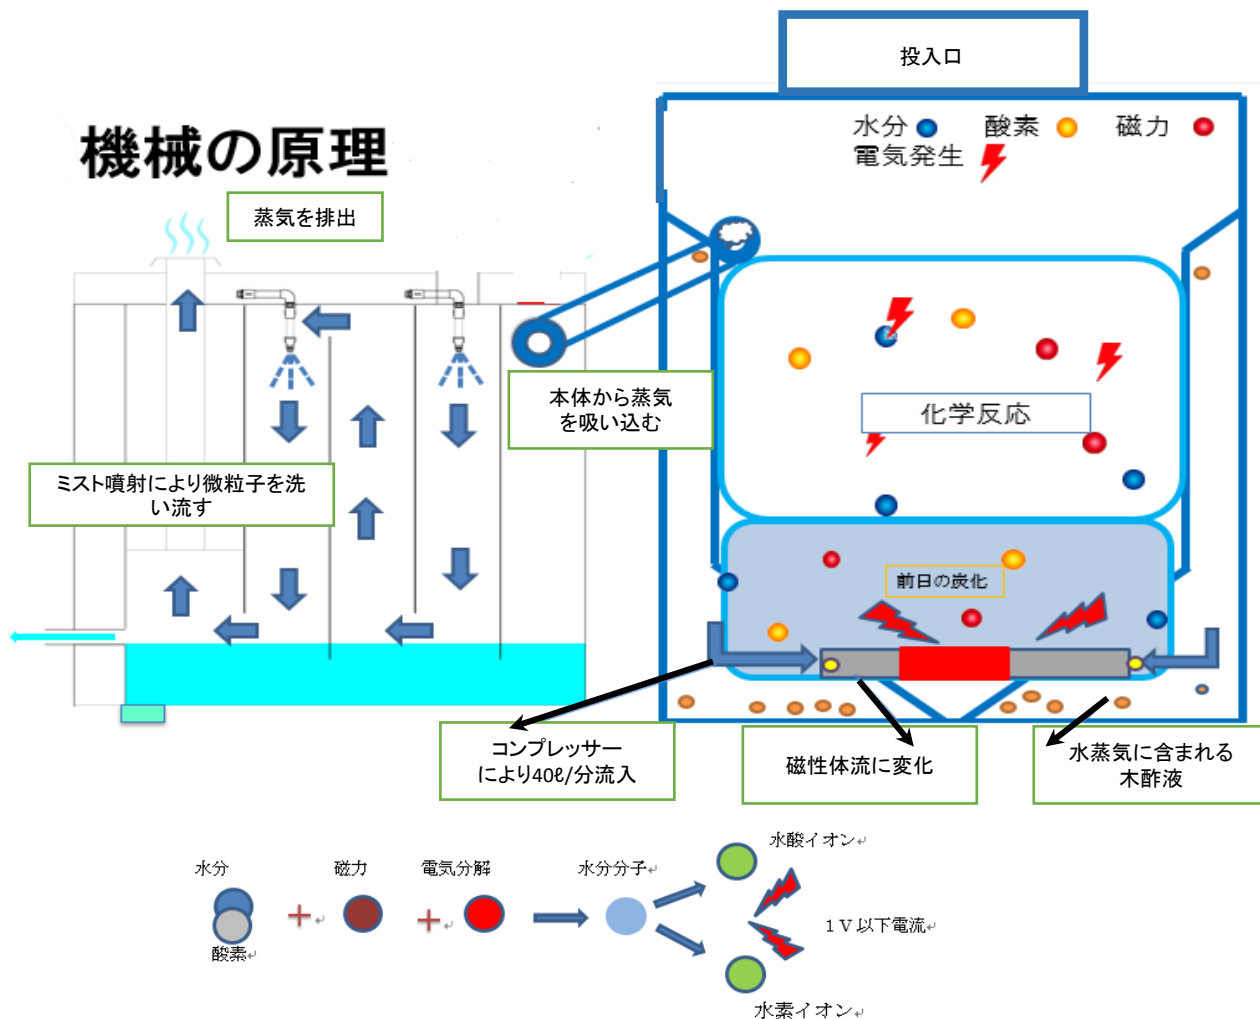 投入口
水分 酸素 磁力
電気発生
機械の原理
蒸気を排出
本体から蒸気
を吸い込む
化学反応
ミスト噴射により微粒子を洗
い流す
前日の炭化
コンプレッサー
により40ℓ/分流入
磁性体流に変化
水蒸気に含まれる
木酢液
水分 磁力 電気分解 水分分子
酸素
+ +
水酸イオン
1V以下電流
水素イオン